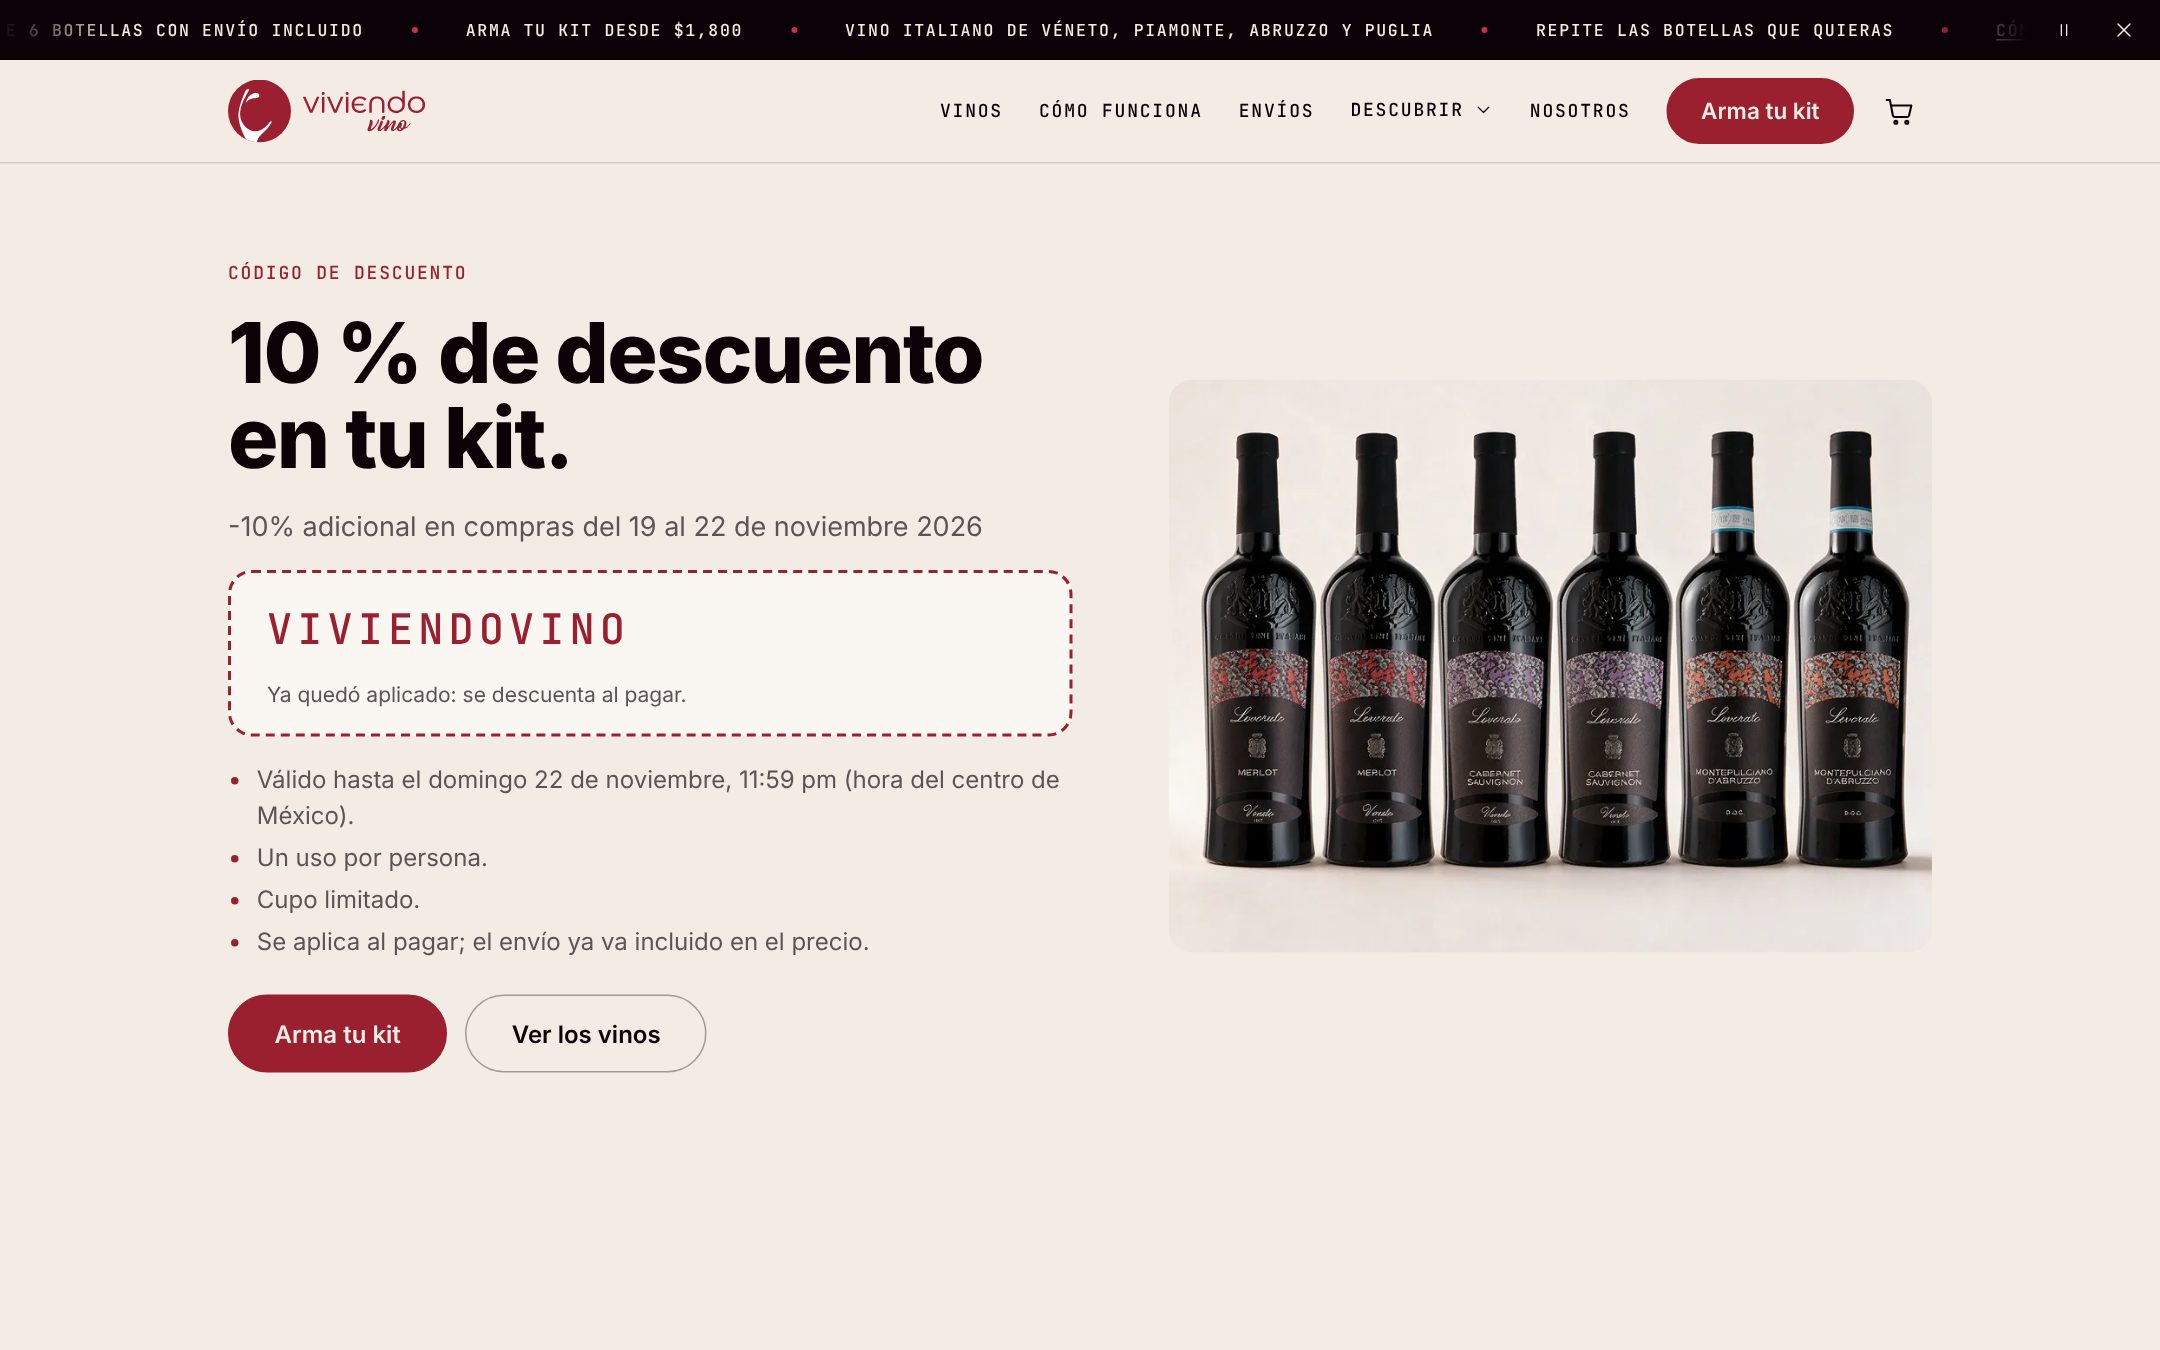 6 BOTELLAS CON ENVÍO INCLUIDO • ARMA TU KIT DESDE $1,800 • VINO ITALIANO DE VÉNETO, PIAMONTE, ABRUZZO Y PUGLIA • REPITE LAS BOTELLAS QUE QUIERAS •
viviendo
vino
VINOS CÓMO FUNCIONA ENVÍOS DESCUBRIR NOSOTROS Arma tu kit
CÓDIGO DE DESCUENTO
10 % de descuento
en tu kit.
-10% adicional en compras del 19 al 22 de noviembre 2026
VIVIENDOVINO
Ya quedó aplicado: se descuenta al pagar.
• Válido hasta el domingo 22 de noviembre, 11:59 pm (hora del centro de
México).
• Un uso por persona.
• Cupo limitado.
• Se aplica al pagar; el envío ya va incluido en el precio.
Arma tu kit Ver los vinos
MERLOT MERLOT CABERNET SAUVIGNON CABERNET SAUVIGNON MONTEPULCIANO D'ABRUZZO MONTEPULCIANO D'ABRUZZO
Veneto Veneto Veneto Veneto D.O.C. D.O.C.